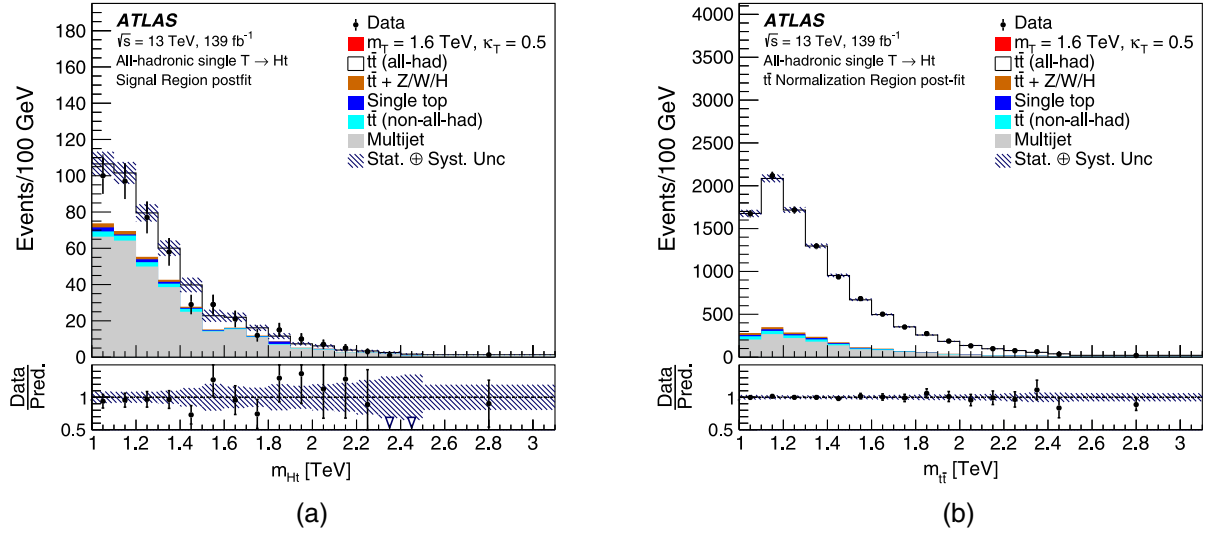 ATLAS
√s = 13 TeV, 139 fb⁻¹
All-hadronic single T → Ht
Signal Region postfit
Data
m_T = 1.6 TeV, κ_T = 0.5
tt̄ (all-had)
tt̄ + Z/W/H
Single top
tt̄ (non-all-had)
Multijet
Stat. ⊕ Syst. Unc
Events/100 GeV
180
160
140
120
100
80
60
40
20
0
Data
Pred.
1
0.5
1 1.2 1.4 1.6 1.8 2 2.2 2.4 2.6 2.8 3
m_Ht [TeV]
(a)
ATLAS
√s = 13 TeV, 139 fb⁻¹
All-hadronic single T → Ht
tt̄ Normalization Region post-fit
Data
m_T = 1.6 TeV, κ_T = 0.5
tt̄ (all-had)
tt̄ + Z/W/H
Single top
tt̄ (non-all-had)
Multijet
Stat. ⊕ Syst. Unc
Events/100 GeV
4000
3500
3000
2500
2000
1500
1000
500
0
Data
Pred.
1
0.5
1 1.2 1.4 1.6 1.8 2 2.2 2.4 2.6 2.8 3
m_tt̄ [TeV]
(b)